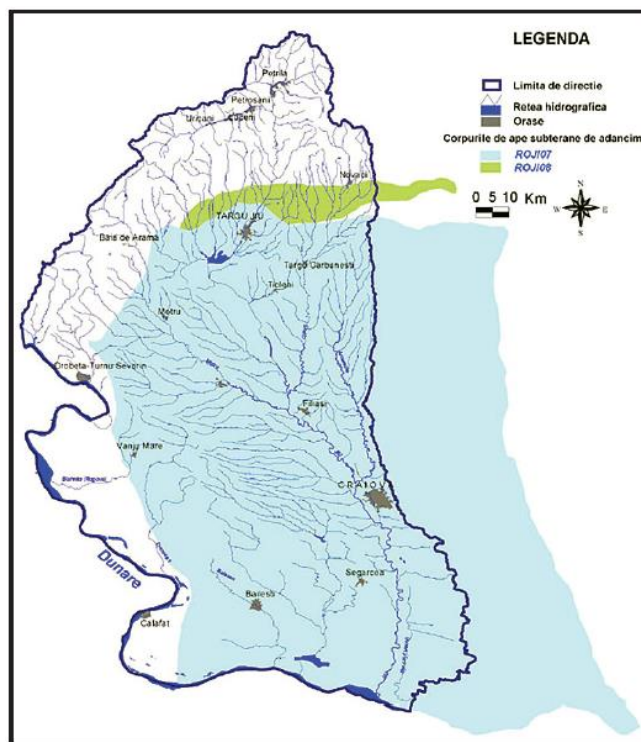 LEGENDA
Limita de directie
Retea hidrografica
Orase
Corpurile de ape subterane de adancim
ROJI07
ROJI06
0 5 10 Km
N
W E
S
Petrila
Petrosani
Uricani
Lupeni
Novaci
TARGU JIU
Baia de Arama
Targu Carbunesti
Ticleni
Motru
Drobeta-Turnu Severin
Filiasi
Vanju Mare
CRAIOVA
Dunare
Segarcea
Bailesti
Calafat